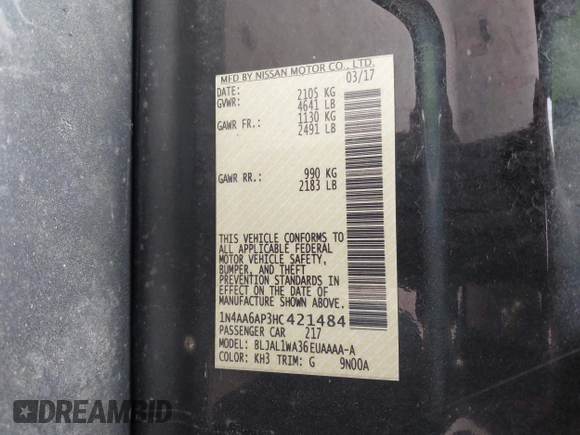 MFD BY NISSAN MOTOR CO., LTD.
DATE: 03/17
GVWR: 2105 KG
4641 LB
GAWR FR.: 1130 KG
2491 LB
GAWR RR.: 990 KG
2183 LB
THIS VEHICLE CONFORMS TO
ALL APPLICABLE FEDERAL
MOTOR VEHICLE SAFETY,
BUMPER, AND THEFT
PREVENTION STANDARDS IN
EFFECT ON THE DATE OF
MANUFACTURE SHOWN ABOVE.
1N4AA6AP3HC421484
PASSENGER CAR 217
MODEL: BLJAL1WA36EUAAAA-A
COLOR: KH3 TRIM: G 9N00A
DREAMBID